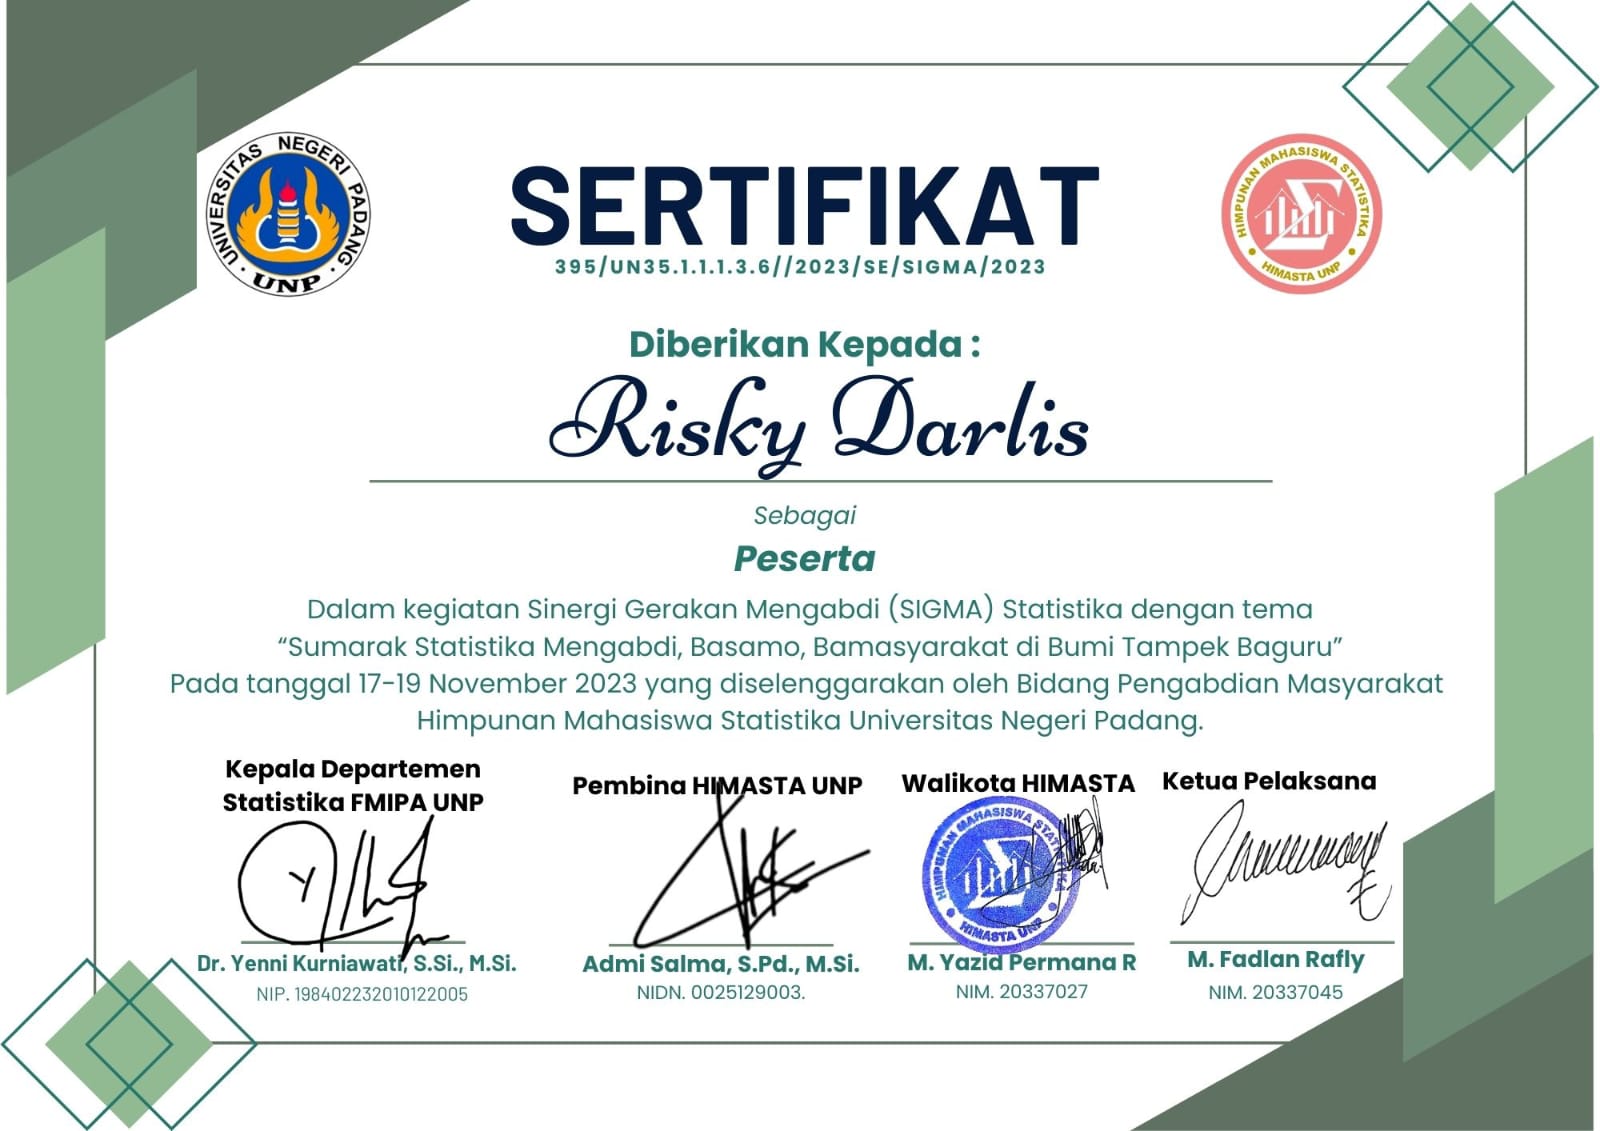 UNIVERSITAS NEGERI PADANG
UNP
SERTIFIKAT
395/UN35.1.1.1.3.6//2023/SE/SIGMA/2023
HIMPUNAN MAHASISWA STATISTIKA
HIMASTA UNP
Diberikan Kepada :
Risky Darlis
Sebagai
Peserta
Dalam kegiatan Sinergi Gerakan Mengabdi (SIGMA) Statistika dengan tema
“Sumarak Statistika Mengabdi, Basamo, Bamasyarakat di Bumi Tampek Baguru”
Pada tanggal 17-19 November 2023 yang diselenggarakan oleh Bidang Pengabdian Masyarakat
Himpunan Mahasiswa Statistika Universitas Negeri Padang.
Kepala Departemen
Statistika FMIPA UNP
Dr. Yenni Kurniawati, S.Si., M.Si.
NIP. 198402232010122005
Pembina HIMASTA UNP
Admi Salma, S.Pd., M.Si.
NIDN. 0025129003.
Walikota HIMASTA
HIMPUNAN MAHASISWA STATISTIKA
HIMASTA UNP
M. Yazid Permana R
NIM. 20337027
Ketua Pelaksana
M. Fadlan Rafly
NIM. 20337045